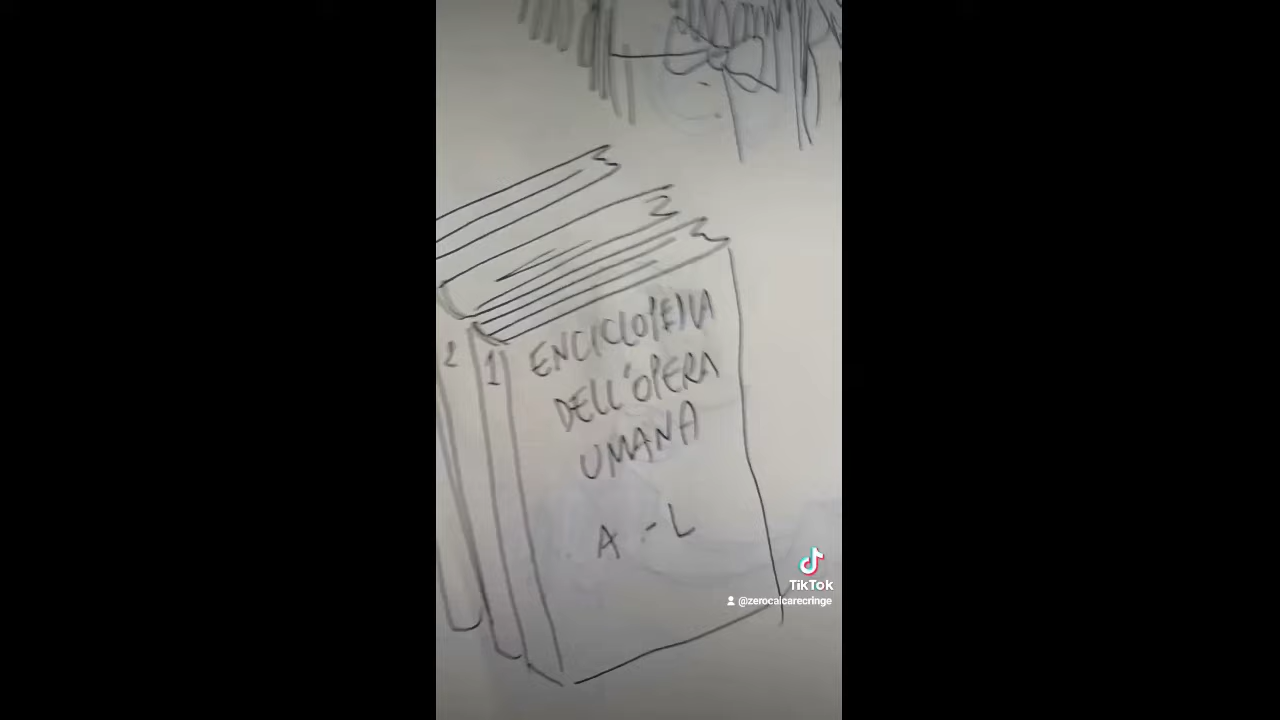 2
1
ENCICLOPEDIA
DELL'OPERA
UMANA
A - L
TikTok
@zerocalcarecringe